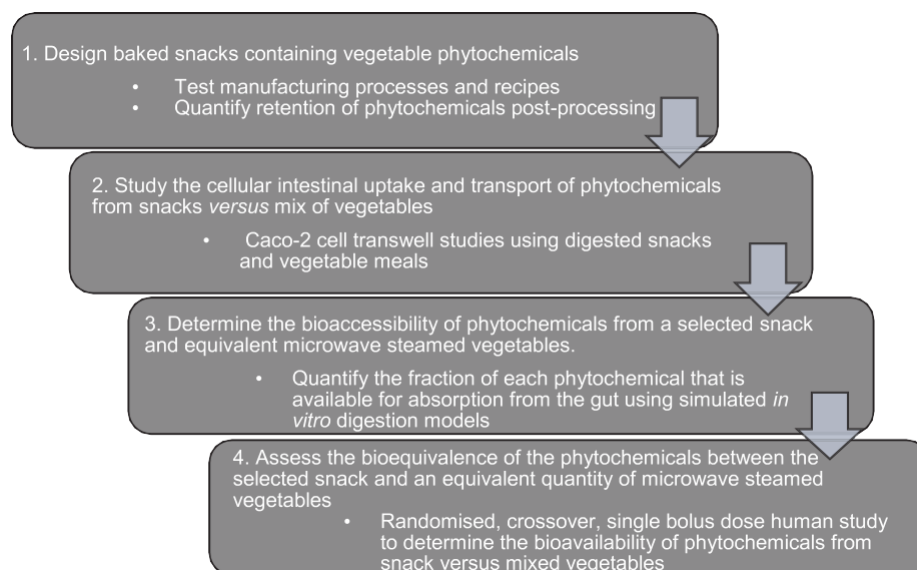 1. Design baked snacks containing vegetable phytochemicals
• Test manufacturing processes and recipes
• Quantify retention of phytochemicals post-processing
2. Study the cellular intestinal uptake and transport of phytochemicals
from snacks versus mix of vegetables
• Caco-2 cell transwell studies using digested snacks
and vegetable meals
3. Determine the bioaccessibility of phytochemicals from a selected snack
and equivalent microwave steamed vegetables.
• Quantify the fraction of each phytochemical that is
available for absorption from the gut using simulated in
vitro digestion models
4. Assess the bioequivalence of the phytochemicals between the
selected snack and an equivalent quantity of microwave steamed
vegetables
• Randomised, crossover, single bolus dose human study
to determine the bioavailability of phytochemicals from
snack versus mixed vegetables